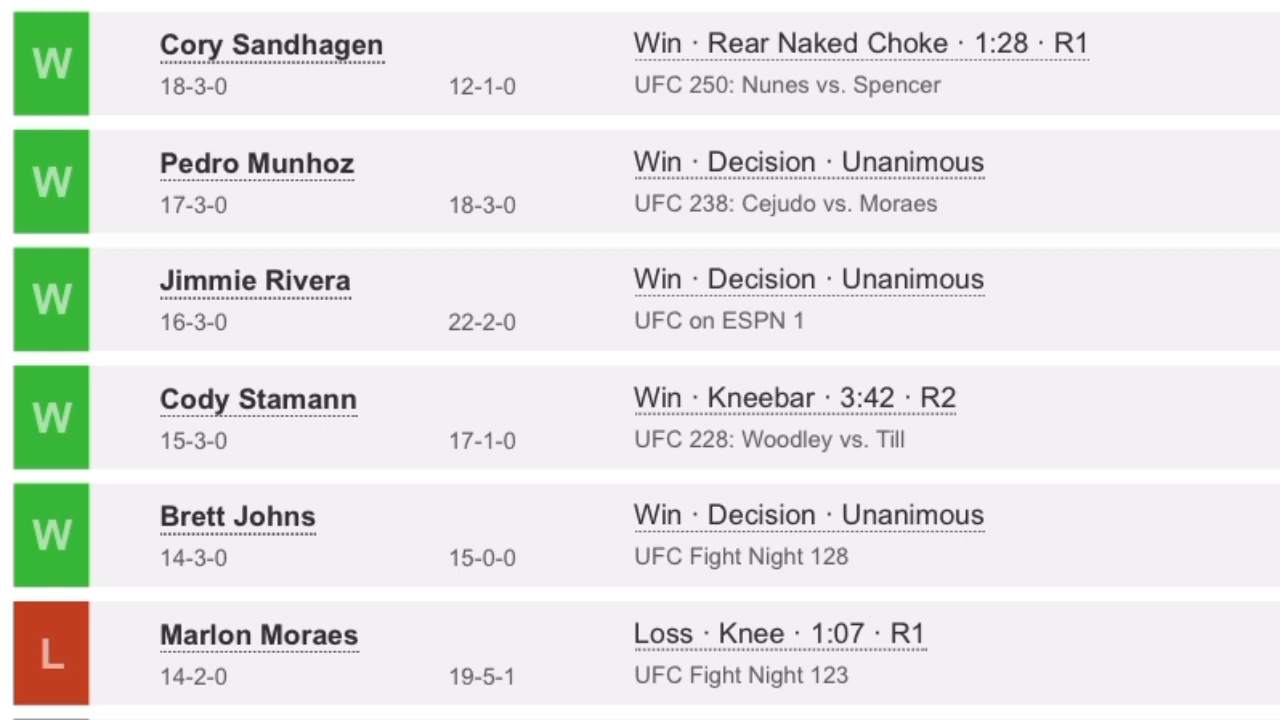 W
Cory Sandhagen
Win · Rear Naked Choke · 1:28 · R1
18-3-0
12-1-0
UFC 250: Nunes vs. Spencer
W
Pedro Munhoz
Win · Decision · Unanimous
17-3-0
18-3-0
UFC 238: Cejudo vs. Moraes
W
Jimmie Rivera
Win · Decision · Unanimous
16-3-0
22-2-0
UFC on ESPN 1
W
Cody Stamann
Win · Kneebar · 3:42 · R2
15-3-0
17-1-0
UFC 228: Woodley vs. Till
W
Brett Johns
Win · Decision · Unanimous
14-3-0
15-0-0
UFC Fight Night 128
L
Marlon Moraes
Loss · Knee · 1:07 · R1
14-2-0
19-5-1
UFC Fight Night 123